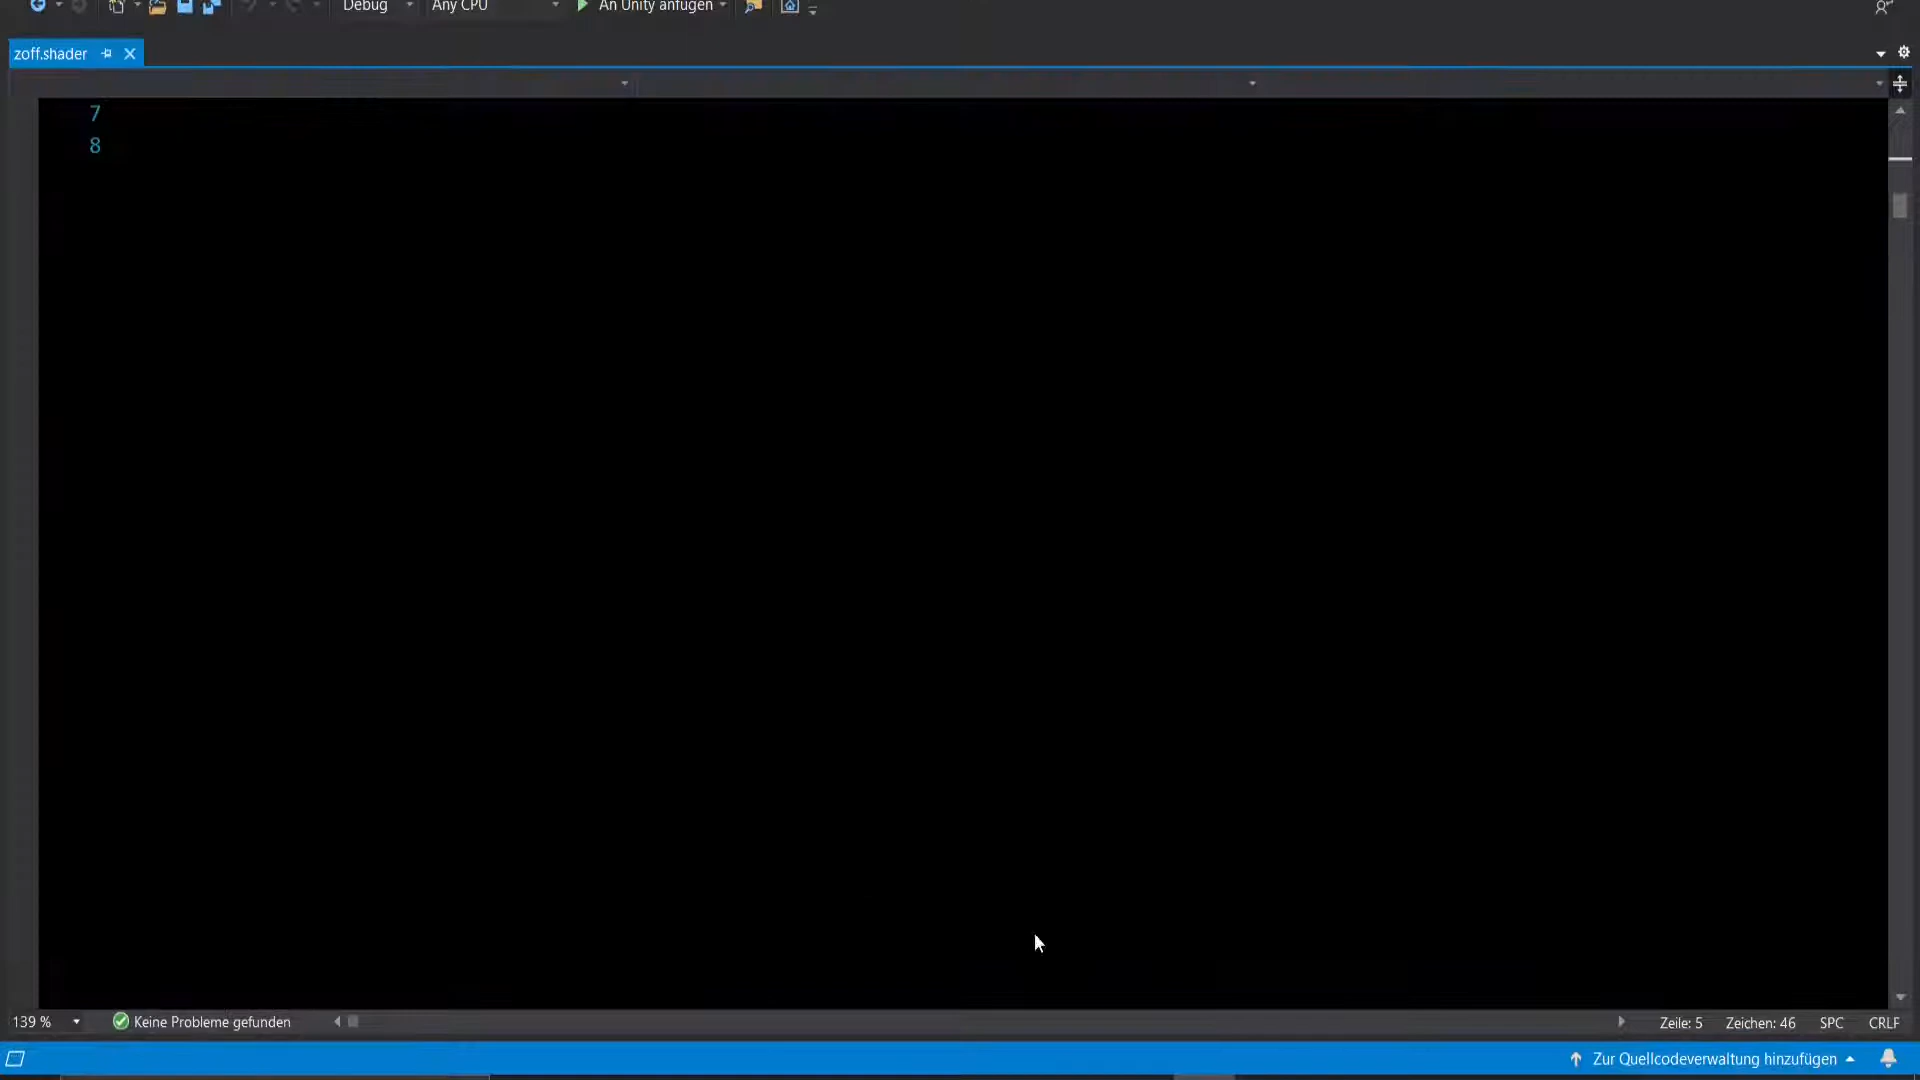 Debug Any CPU An Unity anfügen
zoff.shader
7
8
139 % Keine Probleme gefunden Zeile: 5 Zeichen: 46 SPC CRLF
Zur Quellcodeverwaltung hinzufügen